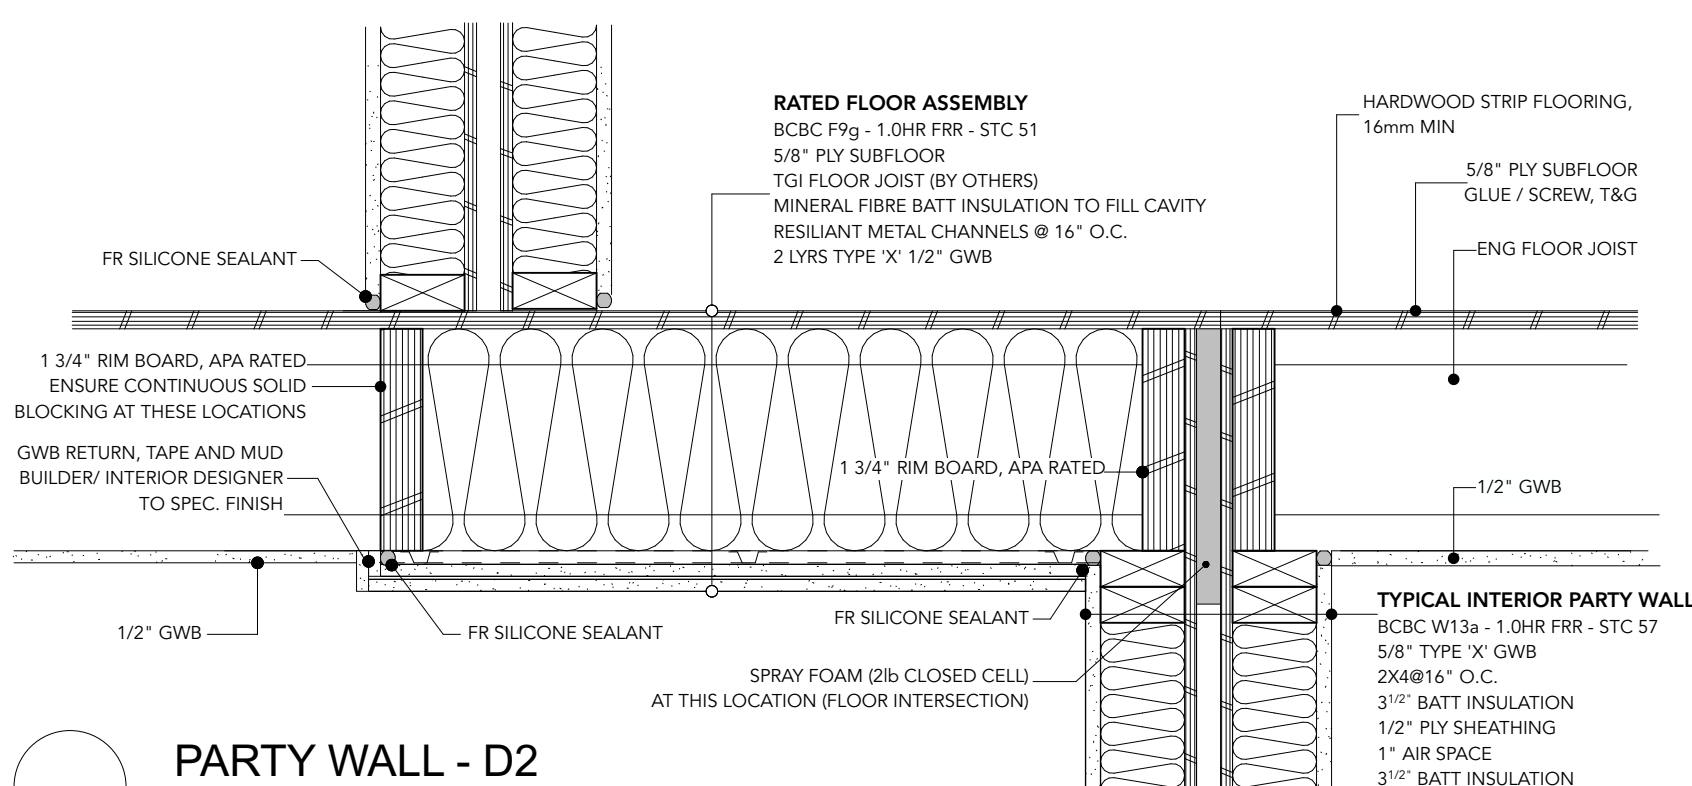 RATED FLOOR ASSEMBLY
BCBC F9g - 1.0HR FRR - STC 51
5/8" PLY SUBFLOOR
TGI FLOOR JOIST (BY OTHERS)
MINERAL FIBRE BATT INSULATION TO FILL CAVITY
RESILIANT METAL CHANNELS @ 16" O.C.
2 LYRS TYPE 'X' 1/2" GWB
HARDWOOD STRIP FLOORING,
16mm MIN
5/8" PLY SUBFLOOR
GLUE / SCREW, T&G
ENG FLOOR JOIST
FR SILICONE SEALANT
1 3/4" RIM BOARD, APA RATED
ENSURE CONTINUOUS SOLID
BLOCKING AT THESE LOCATIONS
GWB RETURN, TAPE AND MUD
BUILDER/ INTERIOR DESIGNER
TO SPEC. FINISH
1 3/4" RIM BOARD, APA RATED
1/2" GWB
1/2" GWB
FR SILICONE SEALANT
FR SILICONE SEALANT
SPRAY FOAM (2lb CLOSED CELL)
AT THIS LOCATION (FLOOR INTERSECTION)
TYPICAL INTERIOR PARTY WALL
BCBC W13a - 1.0HR FRR - STC 57
5/8" TYPE 'X' GWB
2X4@16" O.C.
3 1/2" BATT INSULATION
1/2" PLY SHEATHING
1" AIR SPACE
3 1/2" BATT INSULATION
PARTY WALL - D2